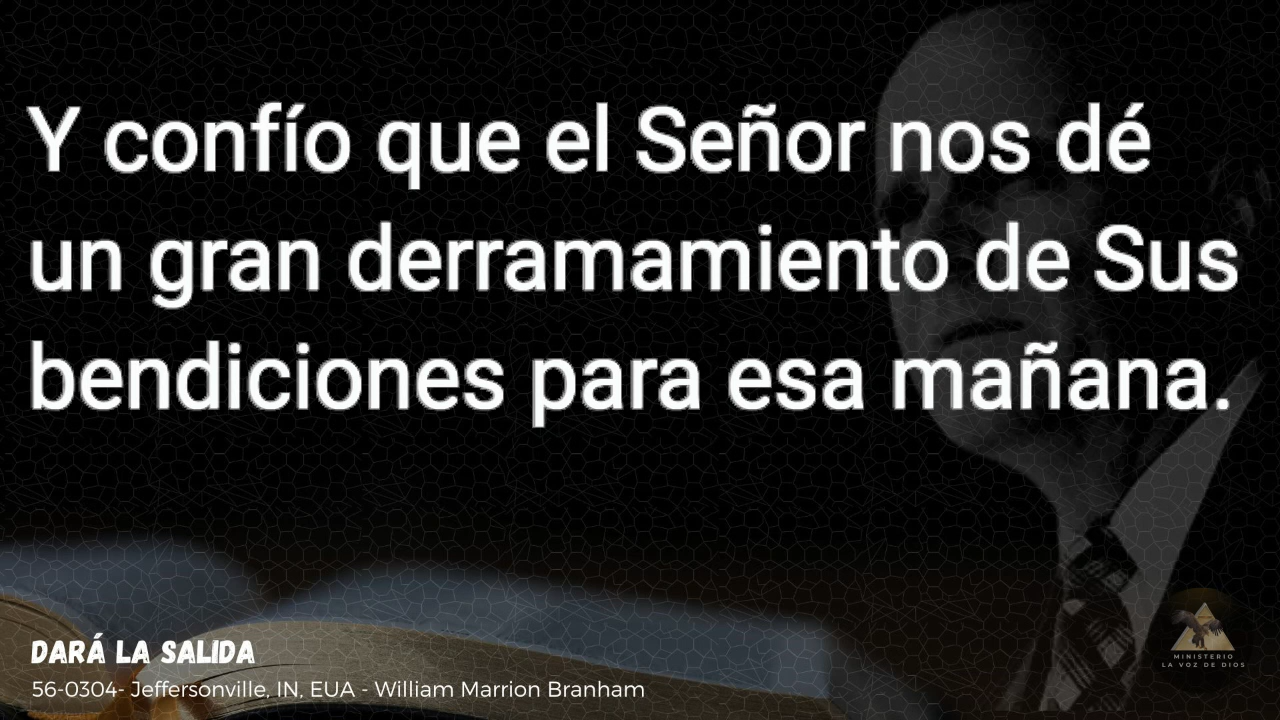 Y confío que el Señor nos dé
un gran derramamiento de Sus
bendiciones para esa mañana.
DARÁ LA SALIDA
56-0304- Jeffersonville, IN, EUA - William Marrion Branham
MINISTERIO
LA VOZ DE DIOS